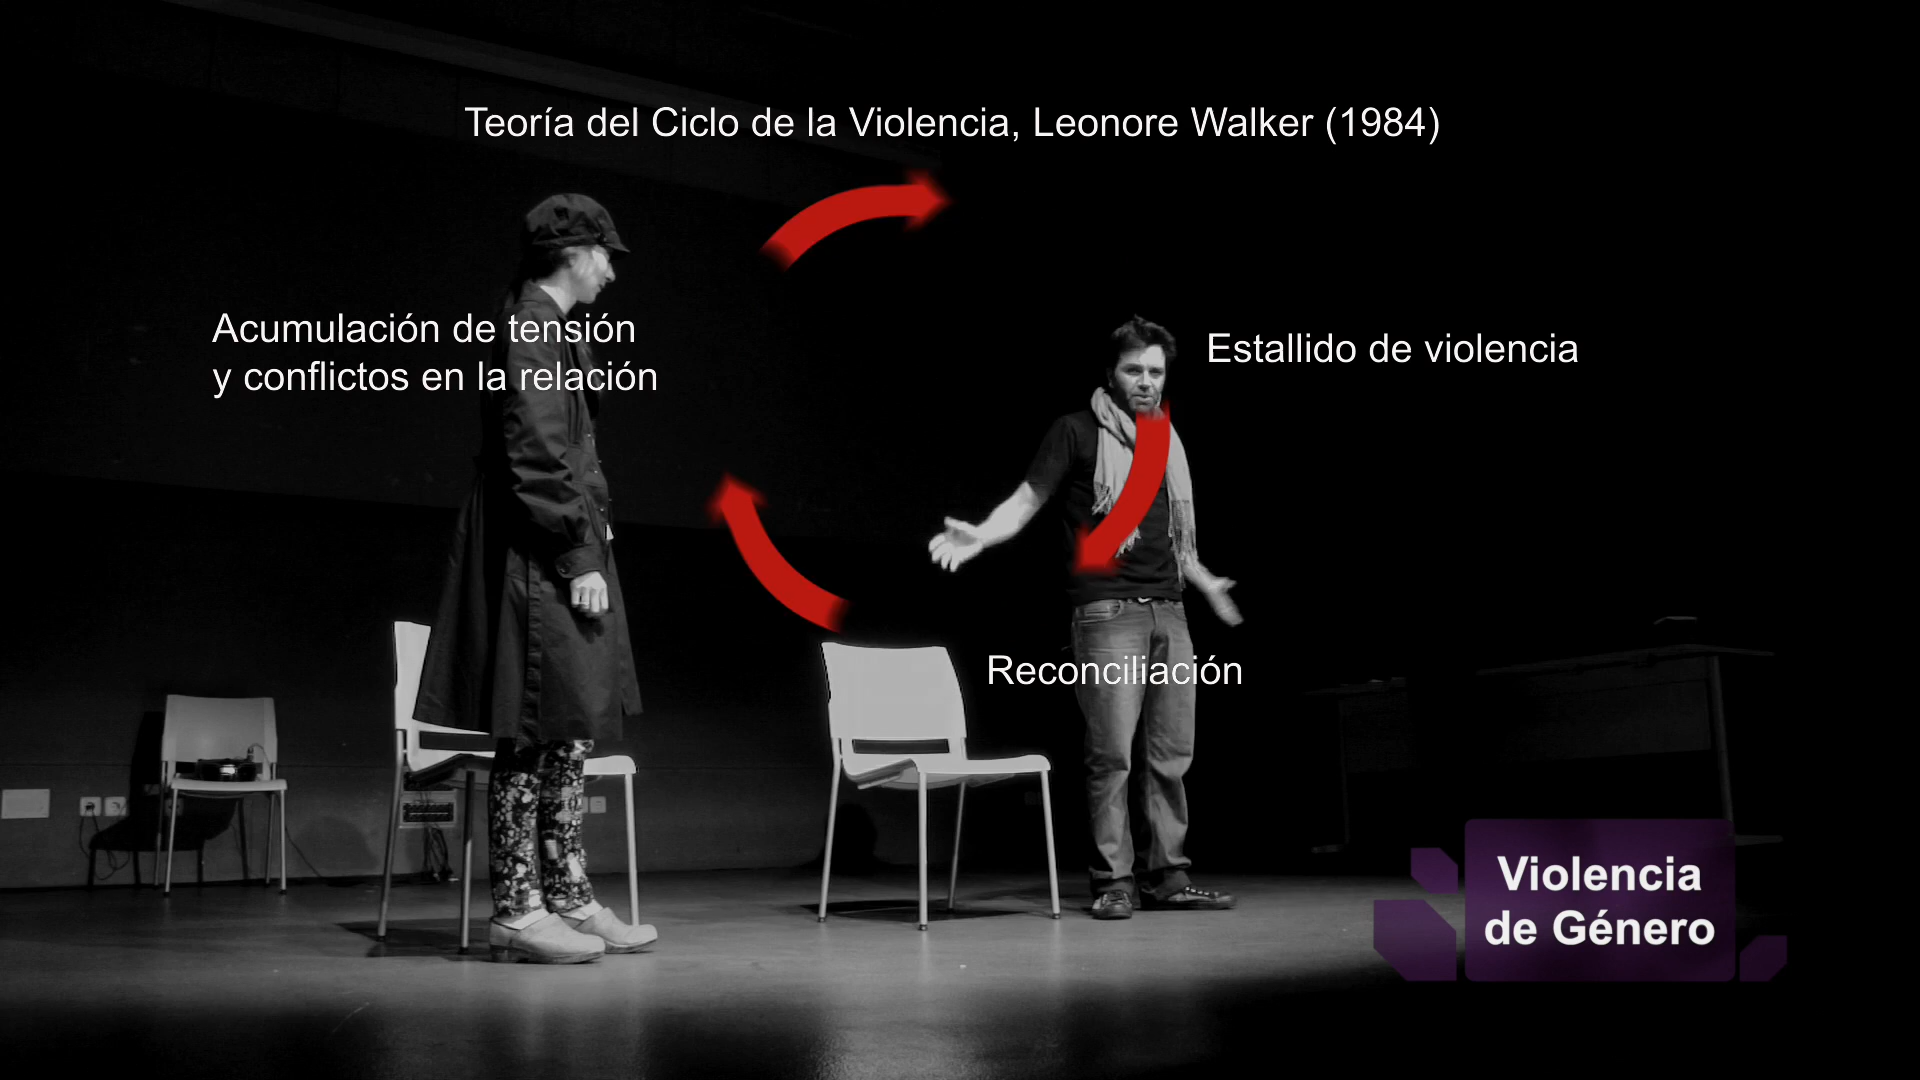 Teoría del Ciclo de la Violencia, Leonore Walker (1984)
Acumulación de tensión
y conflictos en la relación
Estallido de violencia
Reconciliación
Violencia
de Género